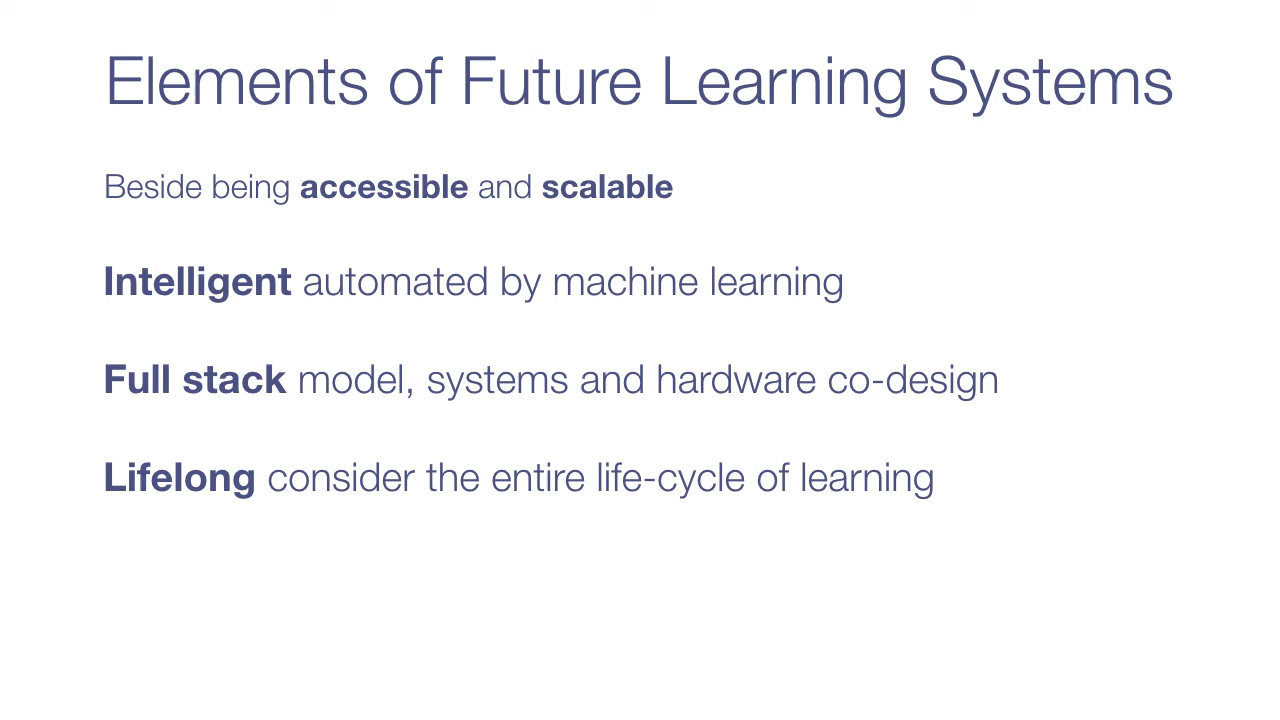 Elements of Future Learning Systems
Beside being accessible and scalable
Intelligent automated by machine learning
Full stack model, systems and hardware co-design
Lifelong consider the entire life-cycle of learning